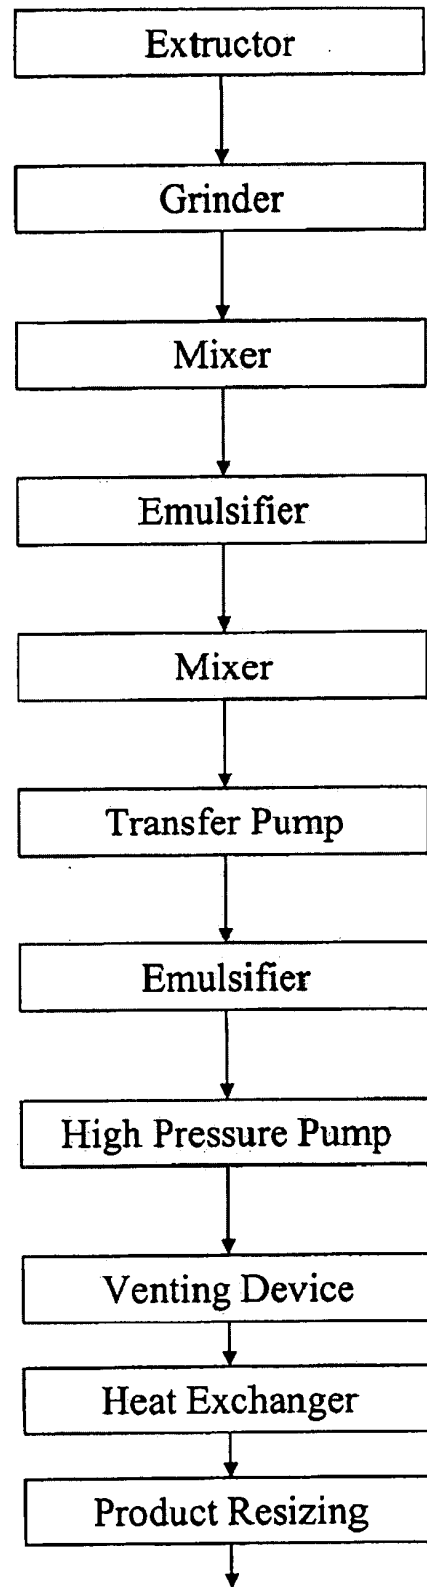 Extructor
Grinder
Mixer
Emulsifier
Mixer
Transfer Pump
Emulsifier
High Pressure Pump
Venting Device
Heat Exchanger
Product Resizing